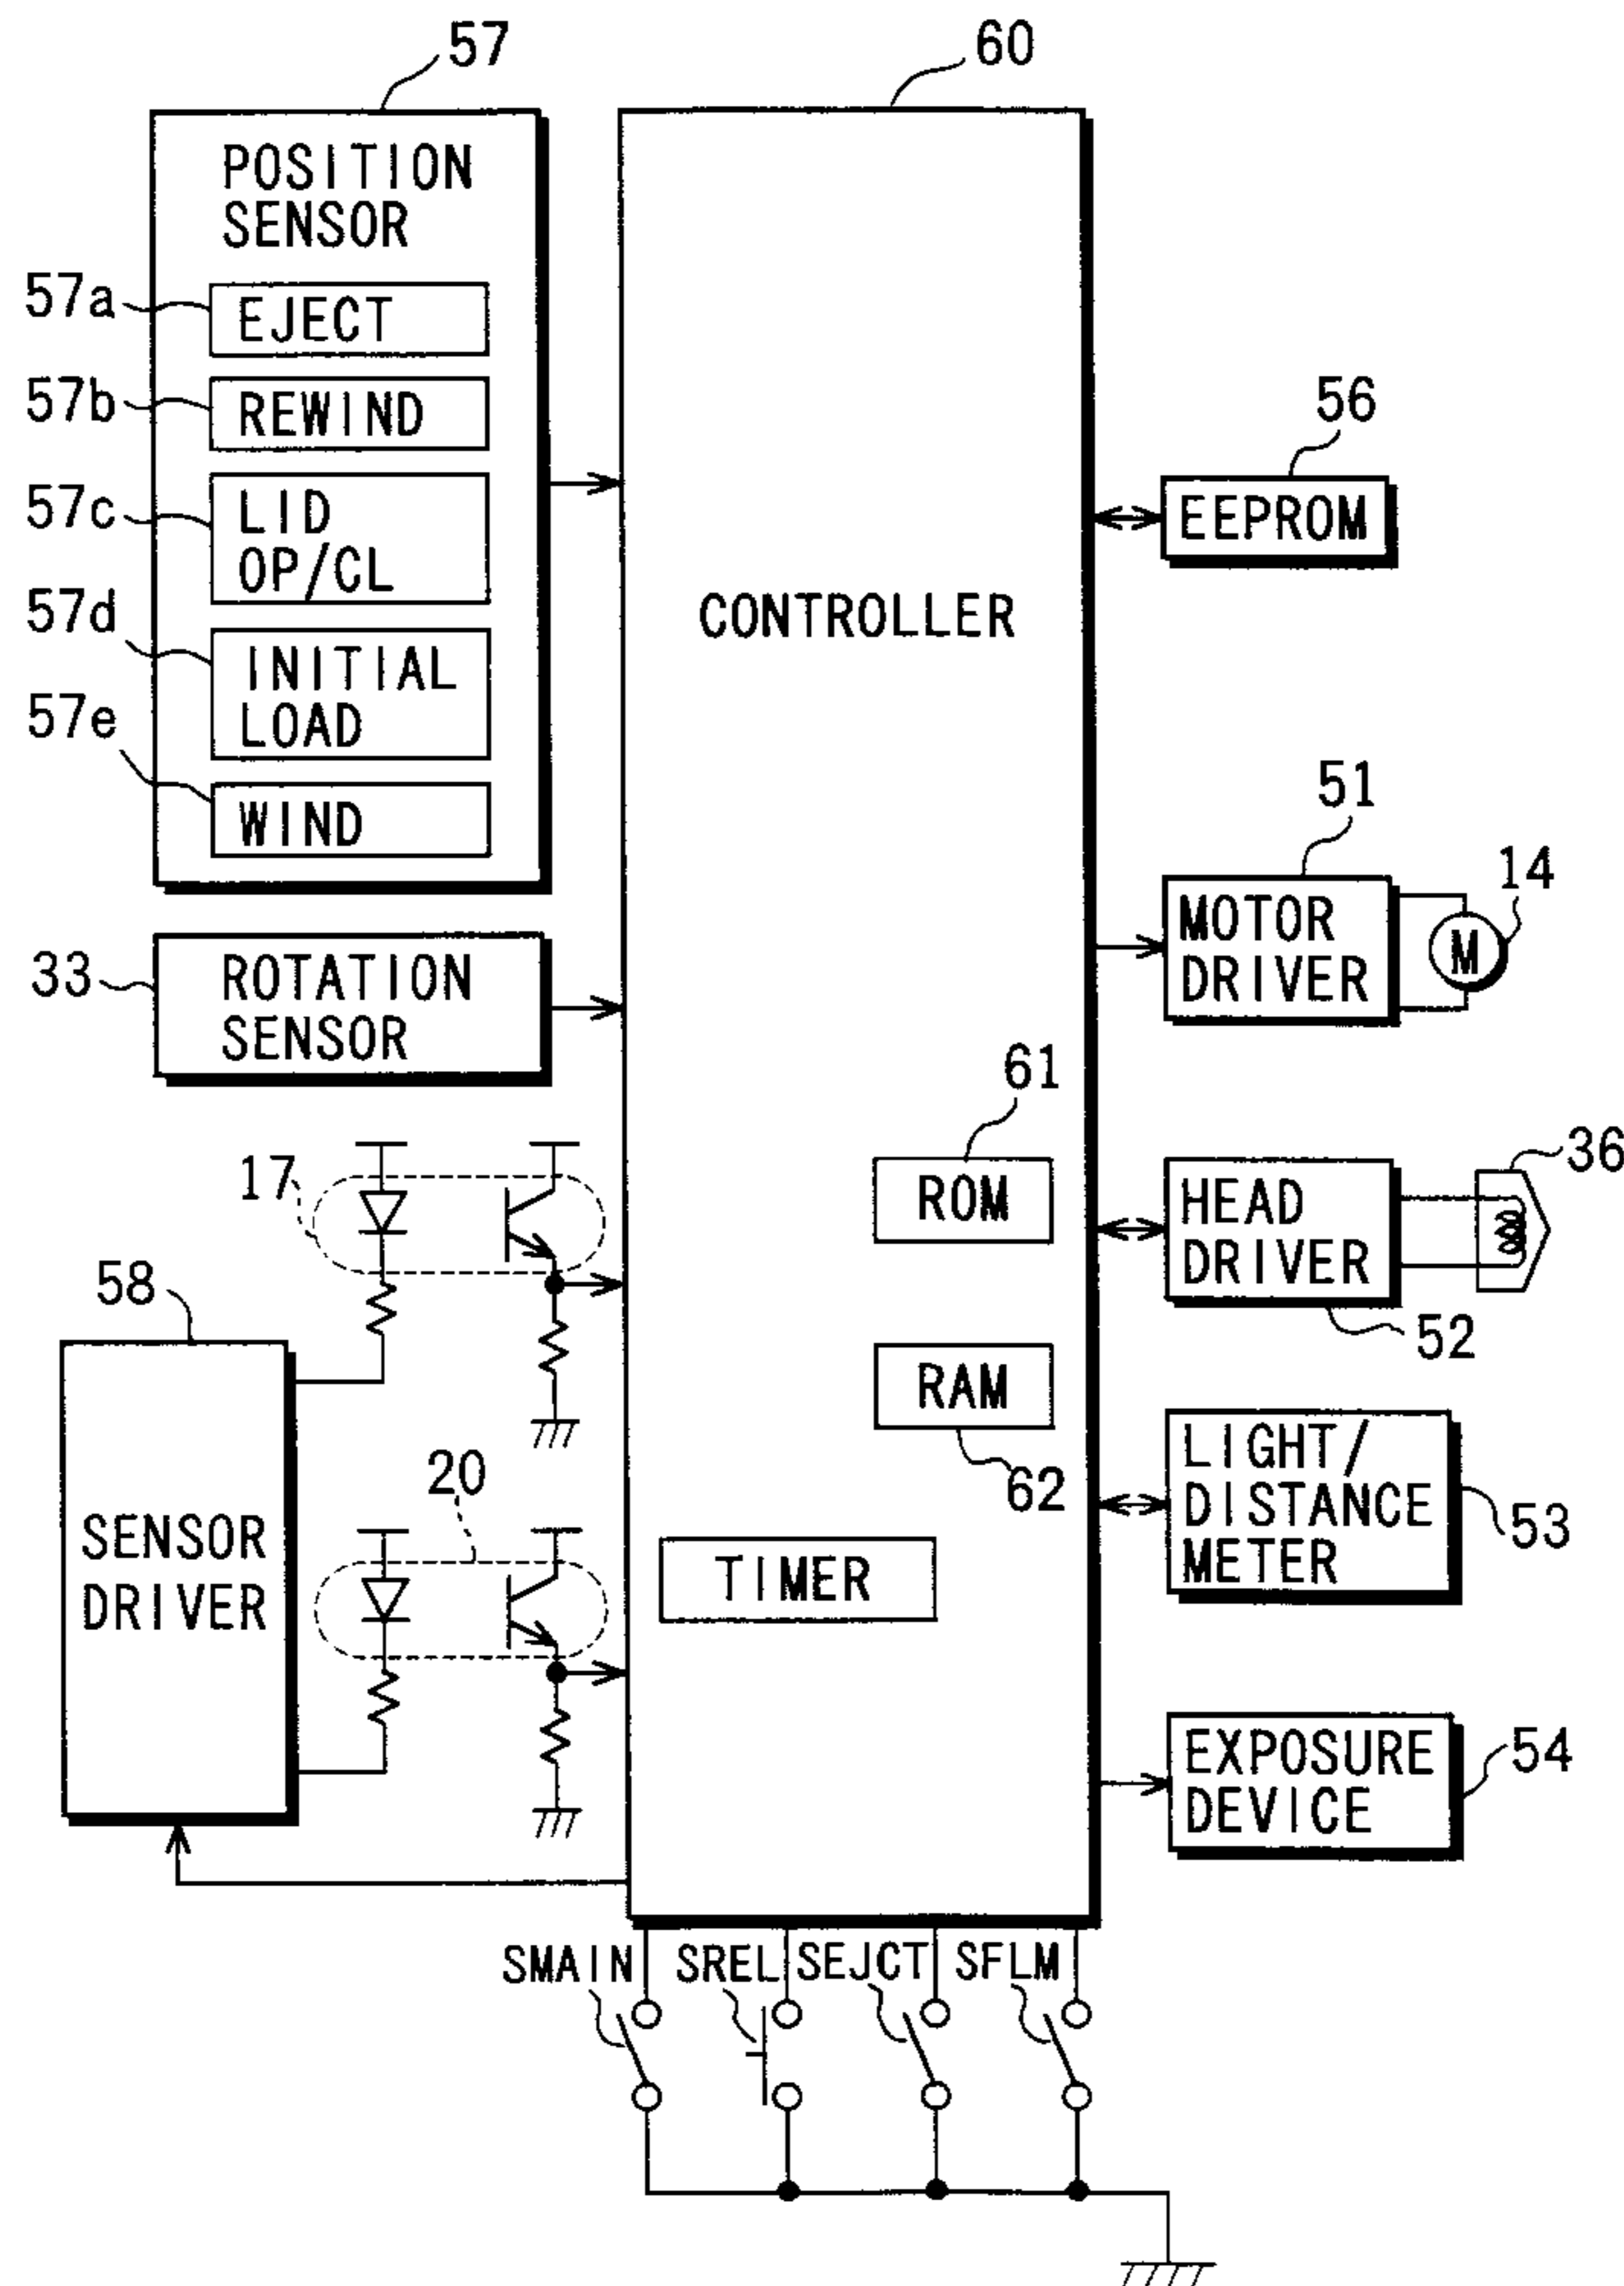 57
60
POSITION
SENSOR
57a
EJECT
57b
REWIND
57c
LID
OP/CL
57d
INITIAL
LOAD
57e
WIND
CONTROLLER
56
EEPROM
51
MOTOR
DRIVER
M
14
33
ROTATION
SENSOR
61
ROM
36
HEAD
DRIVER
52
17
58
RAM
62
LIGHT/
DISTANCE
METER
53
20
SENSOR
DRIVER
TIMER
EXPOSURE
DEVICE
54
SMAIN
SREL
SEJCT
SFLM